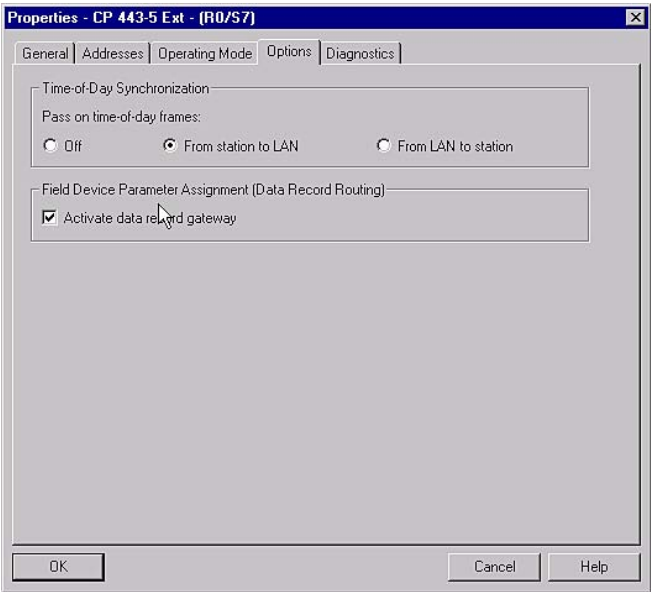 Properties - CP 443-5 Ext - (R0/S7)
General Addresses Operating Mode Options Diagnostics
Time-of-Day Synchronization
Pass on time-of-day frames:
Off From station to LAN From LAN to station
Field Device Parameter Assignment (Data Record Routing)
Activate data record gateway
OK Cancel Help